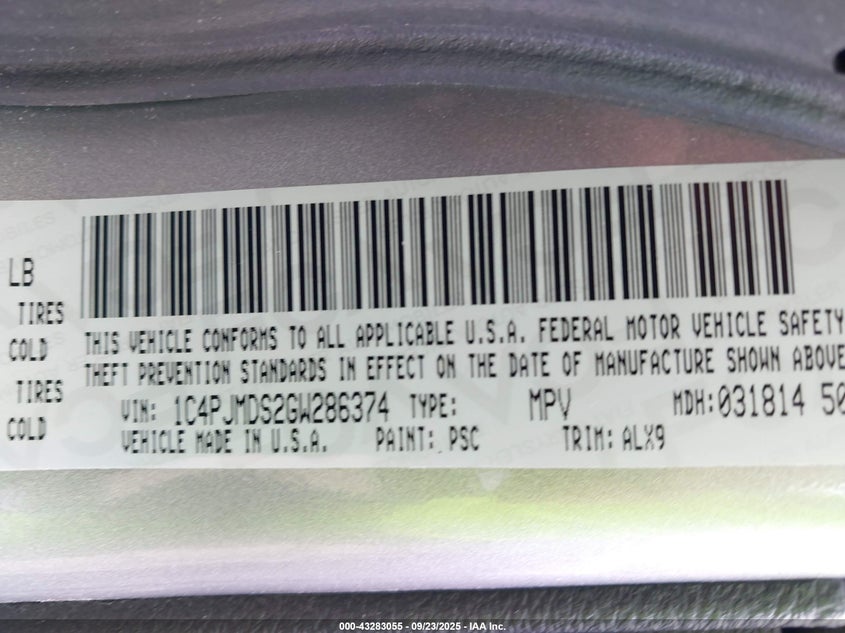 LB
TIRES
COLD
TIRES
COLD
THIS VEHICLE CONFORMS TO ALL APPLICABLE U.S.A. FEDERAL MOTOR VEHICLE SAFETY
THEFT PREVENTION STANDARDS IN EFFECT ON THE DATE OF MANUFACTURE SHOWN ABOVE
VIN: 1C4PJMDS2GW286374 TYPE: MPV MDH:031814 50
VEHICLE MADE IN U.S.A. PAINT: PSC TRIM: ALX9
000-43283055 - 09/23/2025 - IAA Inc.